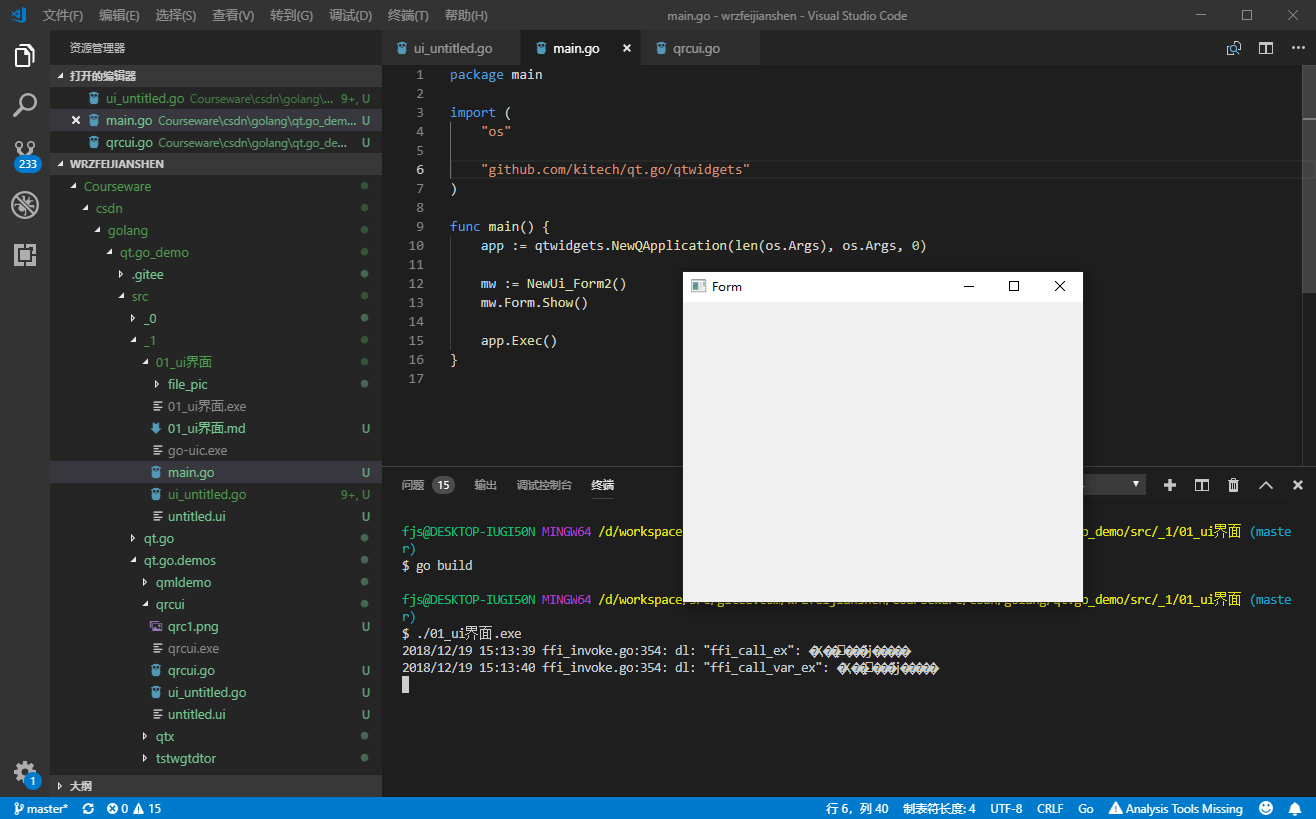 文件(F) 编辑(E) 选择(S) 查看(V) 转到(G) 调试(D) 终端(T) 帮助(H) main.go - wrzfeijianshen - Visual Studio Code
资源管理器
打开的编辑器
ui_untitled.go Courseware\csdn\golang\... 9+, U
main.go Courseware\csdn\golang\qt.go_dem... U
qrcui.go Courseware\csdn\golang\qt.go_de... U
WRZFEIJIANSHEN
Courseware
csdn
golang
qt.go_demo
.gitee
src
_0
_1
01_ui界面
file_pic
01_ui界面.exe
01_ui界面.md U
go-uic.exe
main.go U
ui_untitled.go 9+, U
untitled.ui U
qt.go
qt.go.demos
qmldemo
qrcui
qrc1.png U
qrcui.exe
qrcui.go U
ui_untitled.go U
untitled.ui U
qtx
tstwgtdtor
大纲
233
1
ui_untitled.go main.go qrcui.go
1 package main
2
3 import (
4 "os"
5
6 "github.com/kitech/qt.go/qtwidgets"
7 )
8
9 func main() {
10 app := qtwidgets.NewQApplication(len(os.Args), os.Args, 0)
11
12 mw := NewUi_Form2()
13 mw.Form.Show()
14
15 app.Exec()
16 }
17
Form
问题 15 输出 调试控制台 终端
fjs@DESKTOP-IUGI50N MINGW64 /d/workspace o_demo/src/_1/01_ui界面 (maste
r)
$ go build
fjs@DESKTOP-IUGI50N MINGW64 /d/workspace/src/gitee.com/wrzfeijianshen/Courseware/csdn/golang/qt.go_demo/src/_1/01_ui界面 (maste
r)
$ ./01_ui界面.exe
2018/12/19 15:13:39 ffi_invoke.go:354: dl: "ffi_call_ex":
2018/12/19 15:13:40 ffi_invoke.go:354: dl: "ffi_call_var_ex":
master* 0 15 行 6，列 40 制表符长度: 4 UTF-8 CRLF Go Analysis Tools Missing